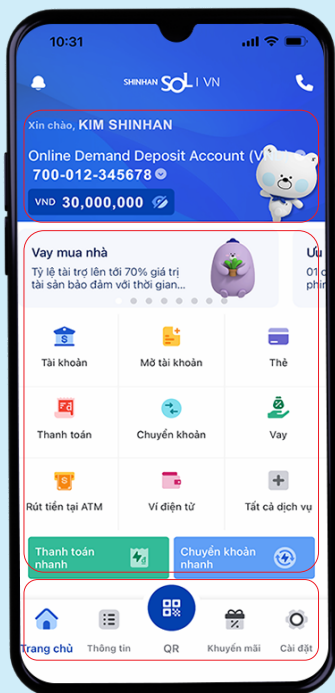 10:31
SHINHAN SOL | VN
Xin chào, KIM SHINHAN
Online Demand Deposit Account (VN
700-012-345678
VND 30,000,000
Vay mua nhà
Tỷ lệ tài trợ lên tới 70% giá trị
tài sản bảo đảm với thời gian...
Ưu
01
phi
Tài khoản
Mở tài khoản
Thẻ
Thanh toán
Chuyển khoản
Vay
Rút tiền tại ATM
Ví điện tử
Tất cả dịch vụ
Thanh toán
nhanh
Chuyển khoản
nhanh
Trang chủ
Thông tin
QR
Khuyến mãi
Cài đặt